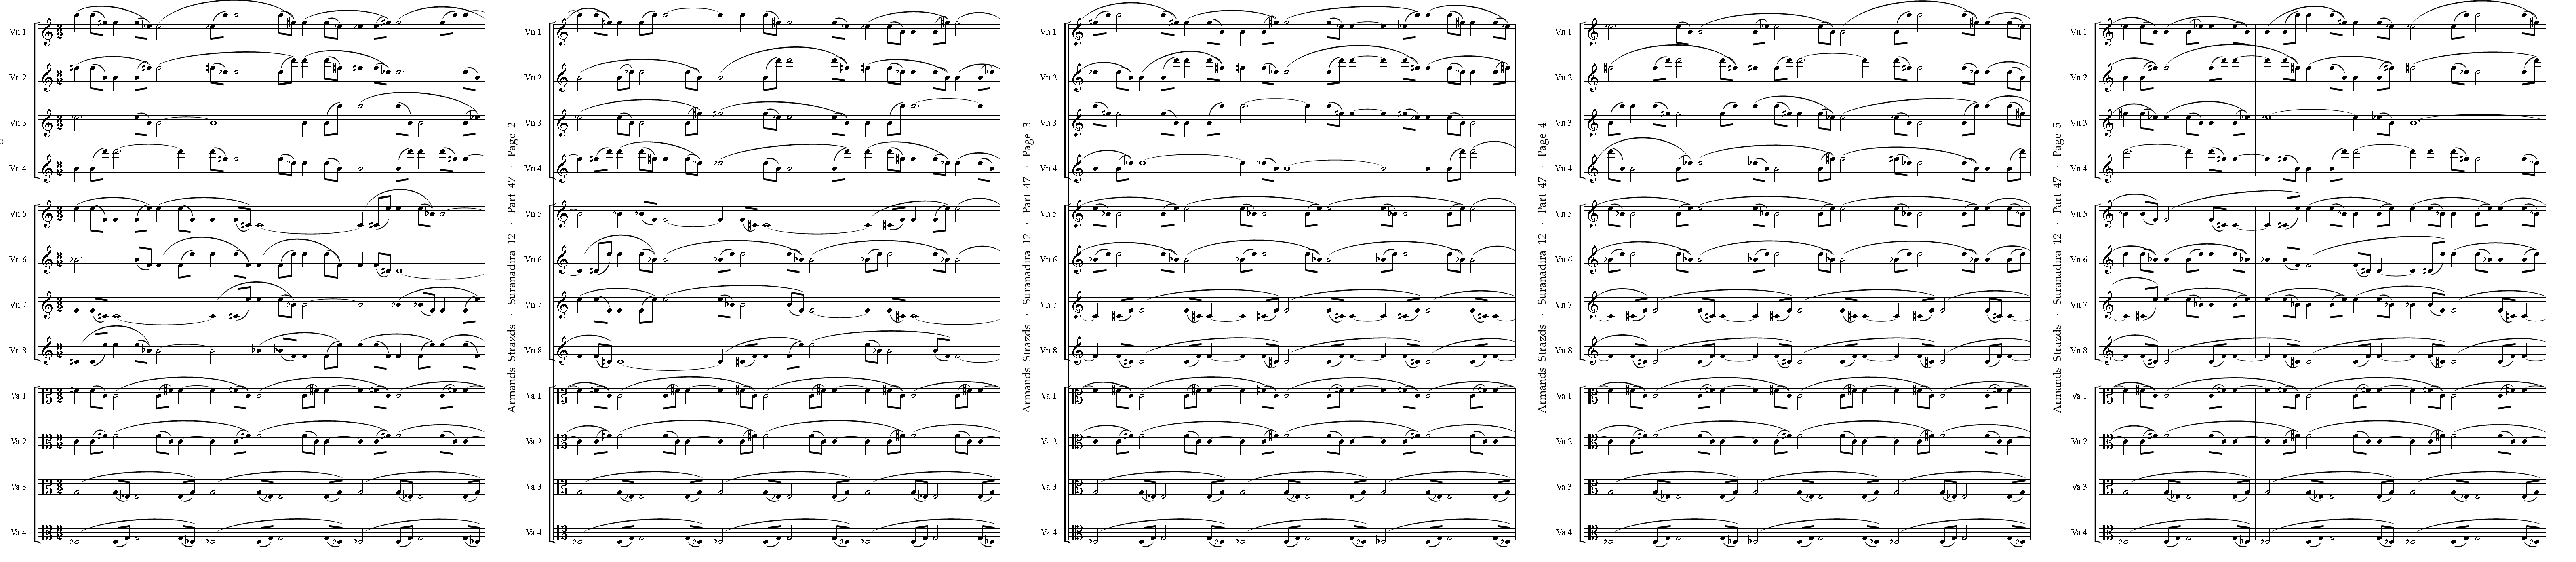 Vn 1
Vn 2
Vn 3
Vn 4
Vn 5
Vn 6
Vn 7
Vn 8
Va 1
Va 2
Va 3
Va 4
Armands Strazds · Suranadira 12 · Part 47 · Page 2
Vn 1
Vn 2
Vn 3
Vn 4
Vn 5
Vn 6
Vn 7
Vn 8
Va 1
Va 2
Va 3
Va 4
Armands Strazds · Suranadira 12 · Part 47 · Page 3
Vn 1
Vn 2
Vn 3
Vn 4
Vn 5
Vn 6
Vn 7
Vn 8
Va 1
Va 2
Va 3
Va 4
Armands Strazds · Suranadira 12 · Part 47 · Page 4
Vn 1
Vn 2
Vn 3
Vn 4
Vn 5
Vn 6
Vn 7
Vn 8
Va 1
Va 2
Va 3
Va 4
Armands Strazds · Suranadira 12 · Part 47 · Page 5
Vn 1
Vn 2
Vn 3
Vn 4
Vn 5
Vn 6
Vn 7
Vn 8
Va 1
Va 2
Va 3
Va 4